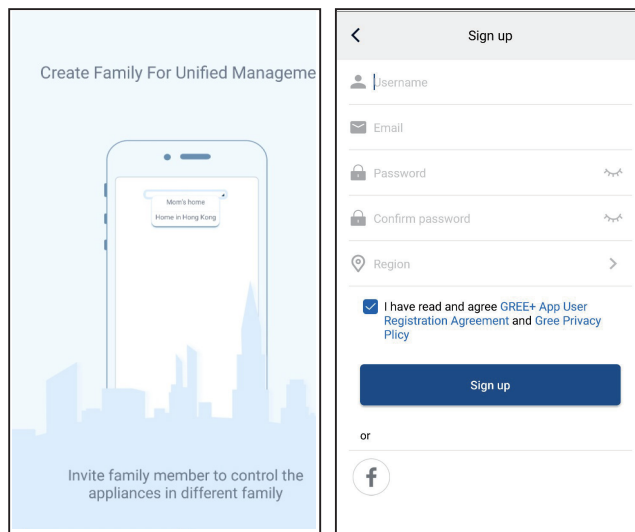 Create Family For Unified Manageme
Mom's home
Home in Hong Kong
Invite family member to control the
appliances in different family
Sign up
Username
Email
Password
Confirm password
Region
I have read and agree GREE+ App User
Registration Agreement and Gree Privacy
Plicy
Sign up
or
f